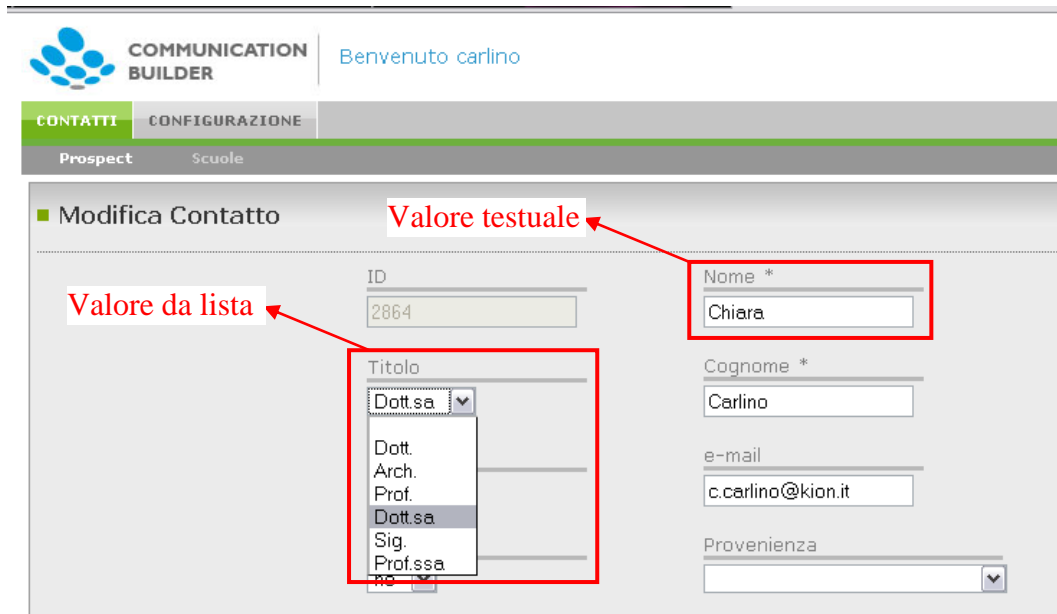 COMMUNICATION
BUILDER
Benvenuto carlino
CONTATTI CONFIGURAZIONE
Prospect Scuole
Modifica Contatto
Valore testuale
ID
Nome *
Valore da lista
2864
Chiara
Titolo
Cognome *
Dott.sa
Carlino
Dott.
Arch.
Prof.
Dott.sa
Sig.
Prof.ssa
e-mail
c.carlino@kion.it
Provenienza
no